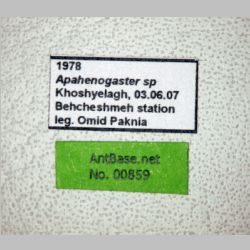 1978
Apahenogaster sp
Khoshyelagh, 03.06.07
Behcheshmeh station
leg. Omid Paknia
AntBase.net
No. 00859